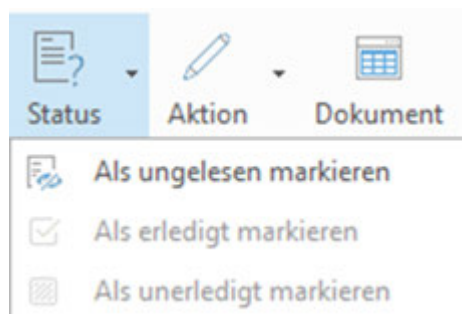 Status Aktion Dokument
Als ungelesen markieren
Als erledigt markieren
Als unerledigt markieren